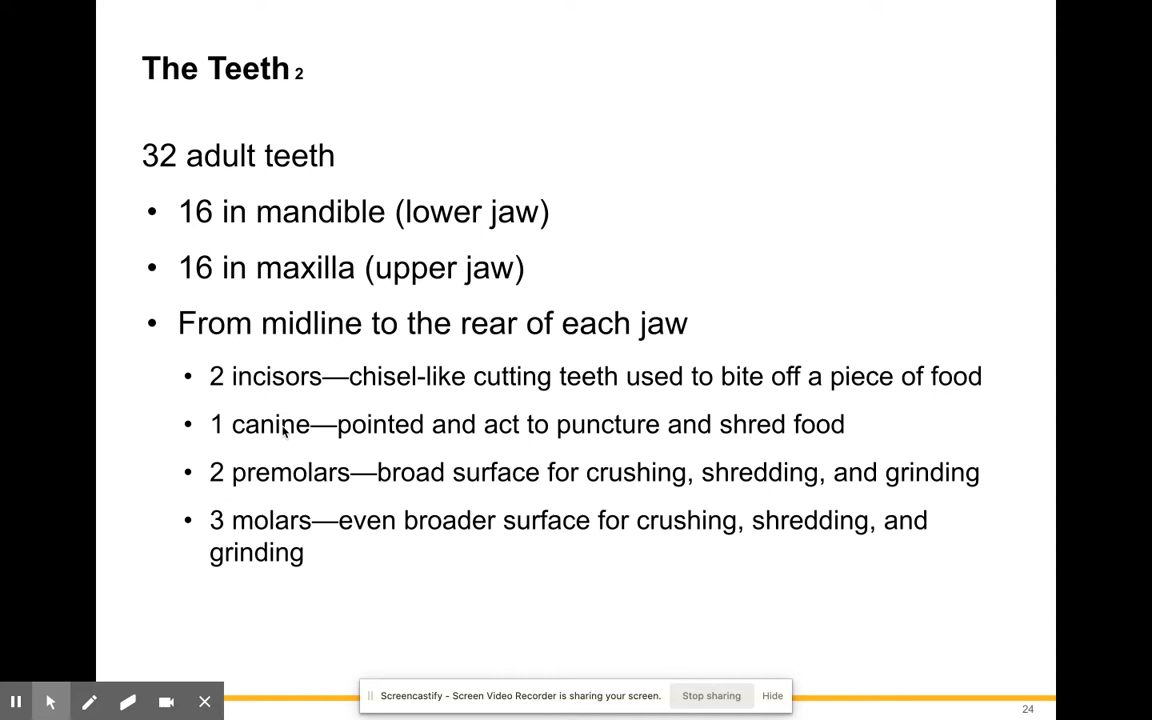 The Teeth 2
32 adult teeth
• 16 in mandible (lower jaw)
• 16 in maxilla (upper jaw)
• From midline to the rear of each jaw
• 2 incisors—chisel-like cutting teeth used to bite off a piece of food
• 1 canine—pointed and act to puncture and shred food
• 2 premolars—broad surface for crushing, shredding, and grinding
• 3 molars—even broader surface for crushing, shredding, and
grinding
Screencastify - Screen Video Recorder is sharing your screen. Stop sharing Hide
24